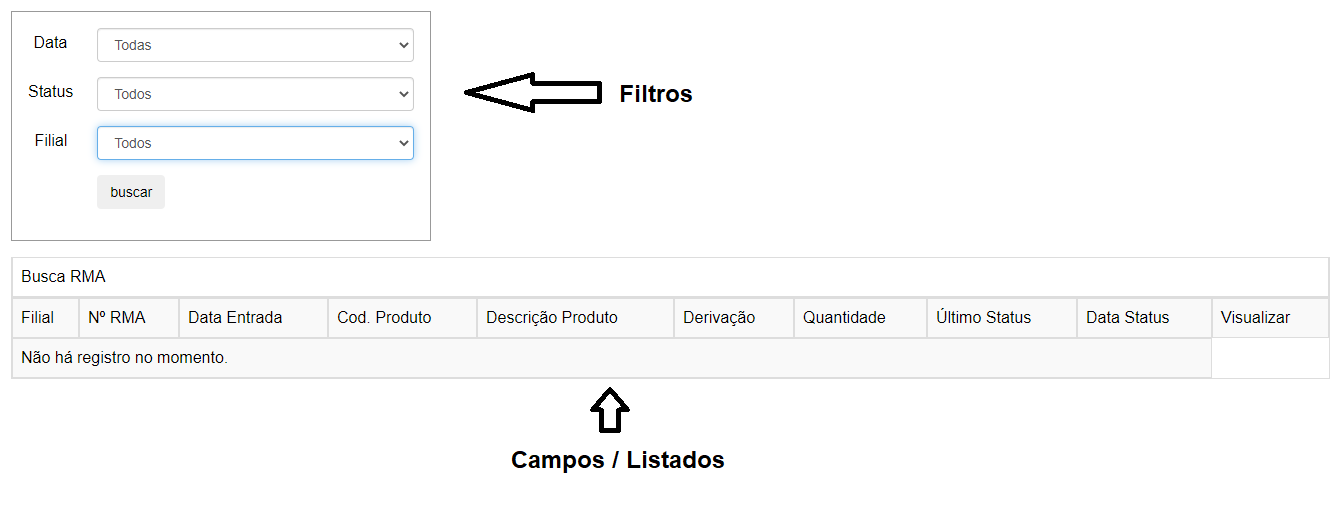 Data Todas
Status Todos
Filtros
Filial Todos
buscar
Busca RMA
Filial Nº RMA Data Entrada Cod. Produto Descrição Produto Derivação Quantidade Último Status Data Status Visualizar
Não há registro no momento.
Campos / Listados